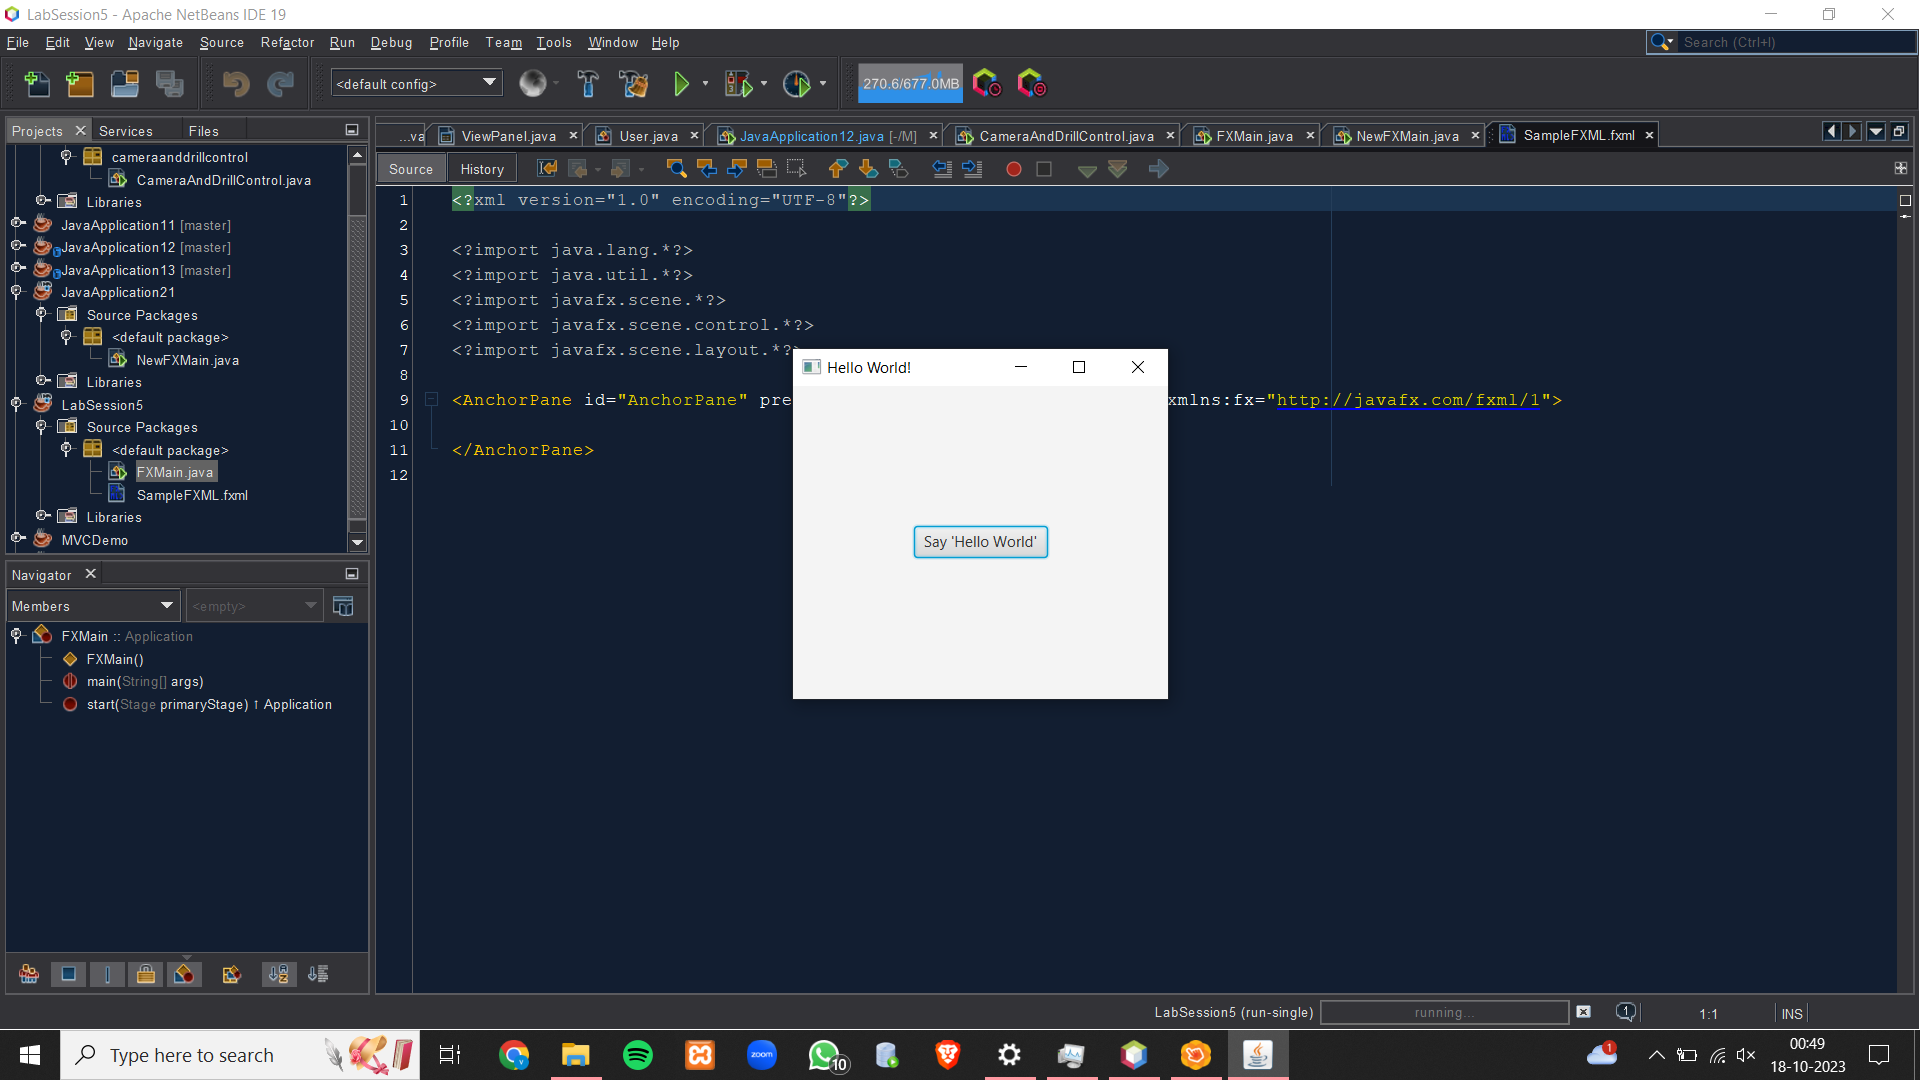 LabSession5 - Apache NetBeans IDE 19
File Edit View Navigate Source Refactor Run Debug Profile Team Tools Window Help
Search (Ctrl+I)
<default config>
270.6/677.0MB
Projects Services Files
cameraanddrillcontrol
CameraAndDrillControl.java
Libraries
JavaApplication11 [master]
JavaApplication12 [master]
JavaApplication13 [master]
JavaApplication21
Source Packages
<default package>
NewFXMain.java
Libraries
LabSession5
Source Packages
<default package>
FXMain.java
SampleFXML.fxml
Libraries
MVCDemo
Navigator
Members
<empty>
FXMain :: Application
FXMain()
main(String[] args)
start(Stage primaryStage) ↑ Application
...va ViewPanel.java User.java JavaApplication12.java [-/M] CameraAndDrillControl.java FXMain.java NewFXMain.java SampleFXML.fxml
Source History
1 <?xml version="1.0" encoding="UTF-8"?>
2
3 <?import java.lang.*?>
4 <?import java.util.*?>
5 <?import javafx.scene.*?>
6 <?import javafx.scene.control.*?>
7 <?import javafx.scene.layout.*?>
8
9 <AnchorPane id="AnchorPane" pre xmlns:fx="http://javafx.com/fxml/1">
10
11 </AnchorPane>
12
Hello World!
Say 'Hello World'
LabSession5 (run-single) running... 1 1:1 INS
Type here to search
zoom
10
1
00:49
18-10-2023